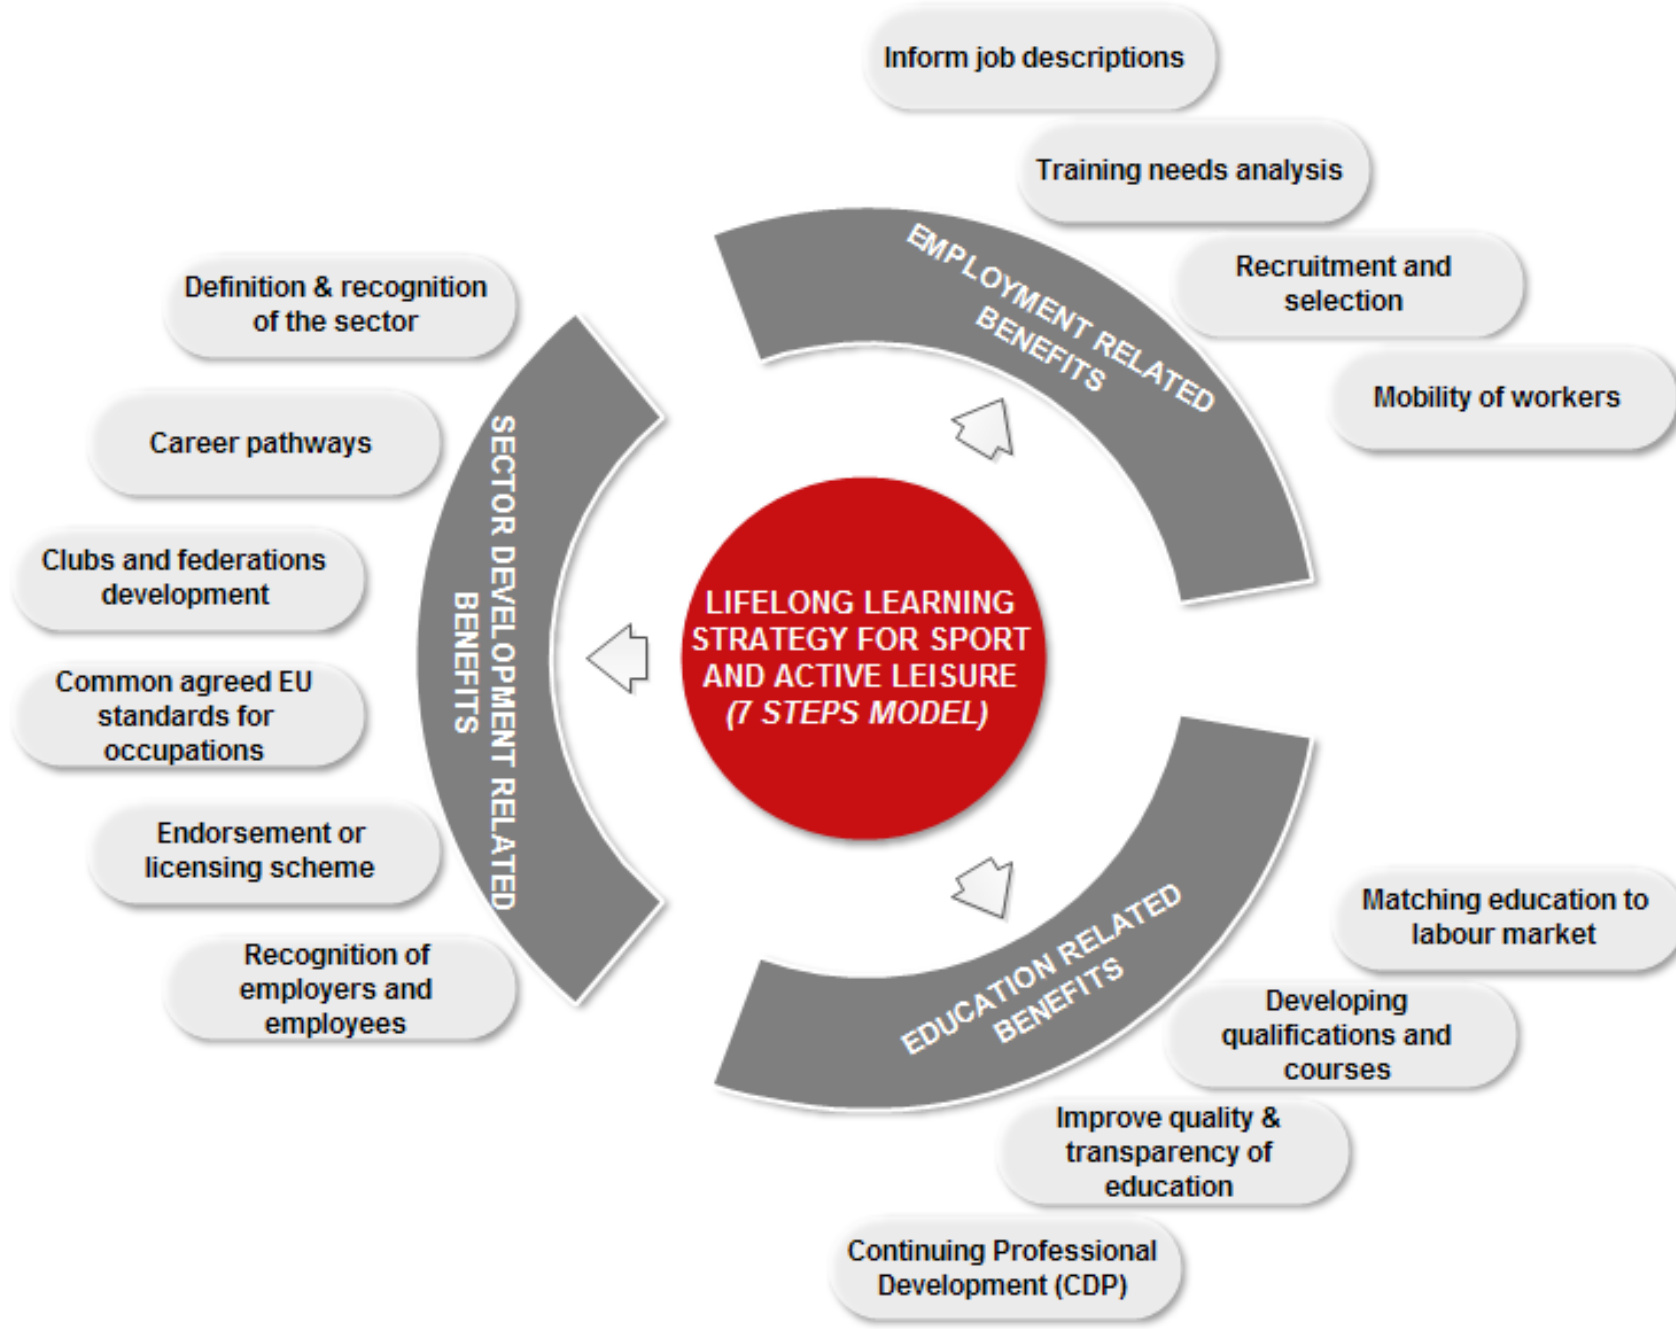 Inform job descriptions
Training needs analysis
Recruitment and
selection
Mobility of workers
EMPLOYMENT RELATED
BENEFITS
Definition & recognition
of the sector
Career pathways
Clubs and federations
development
Common agreed EU
standards for
occupations
Endorsement or
licensing scheme
Recognition of
employers and
employees
SECTOR DEVELOPMENT RELATED
BENEFITS
LIFELONG LEARNING
STRATEGY FOR SPORT
AND ACTIVE LEISURE
(7 STEPS MODEL)
EDUCATION RELATED
BENEFITS
Matching education to
labour market
Developing
qualifications and
courses
Improve quality &
transparency of
education
Continuing Professional
Development (CDP)